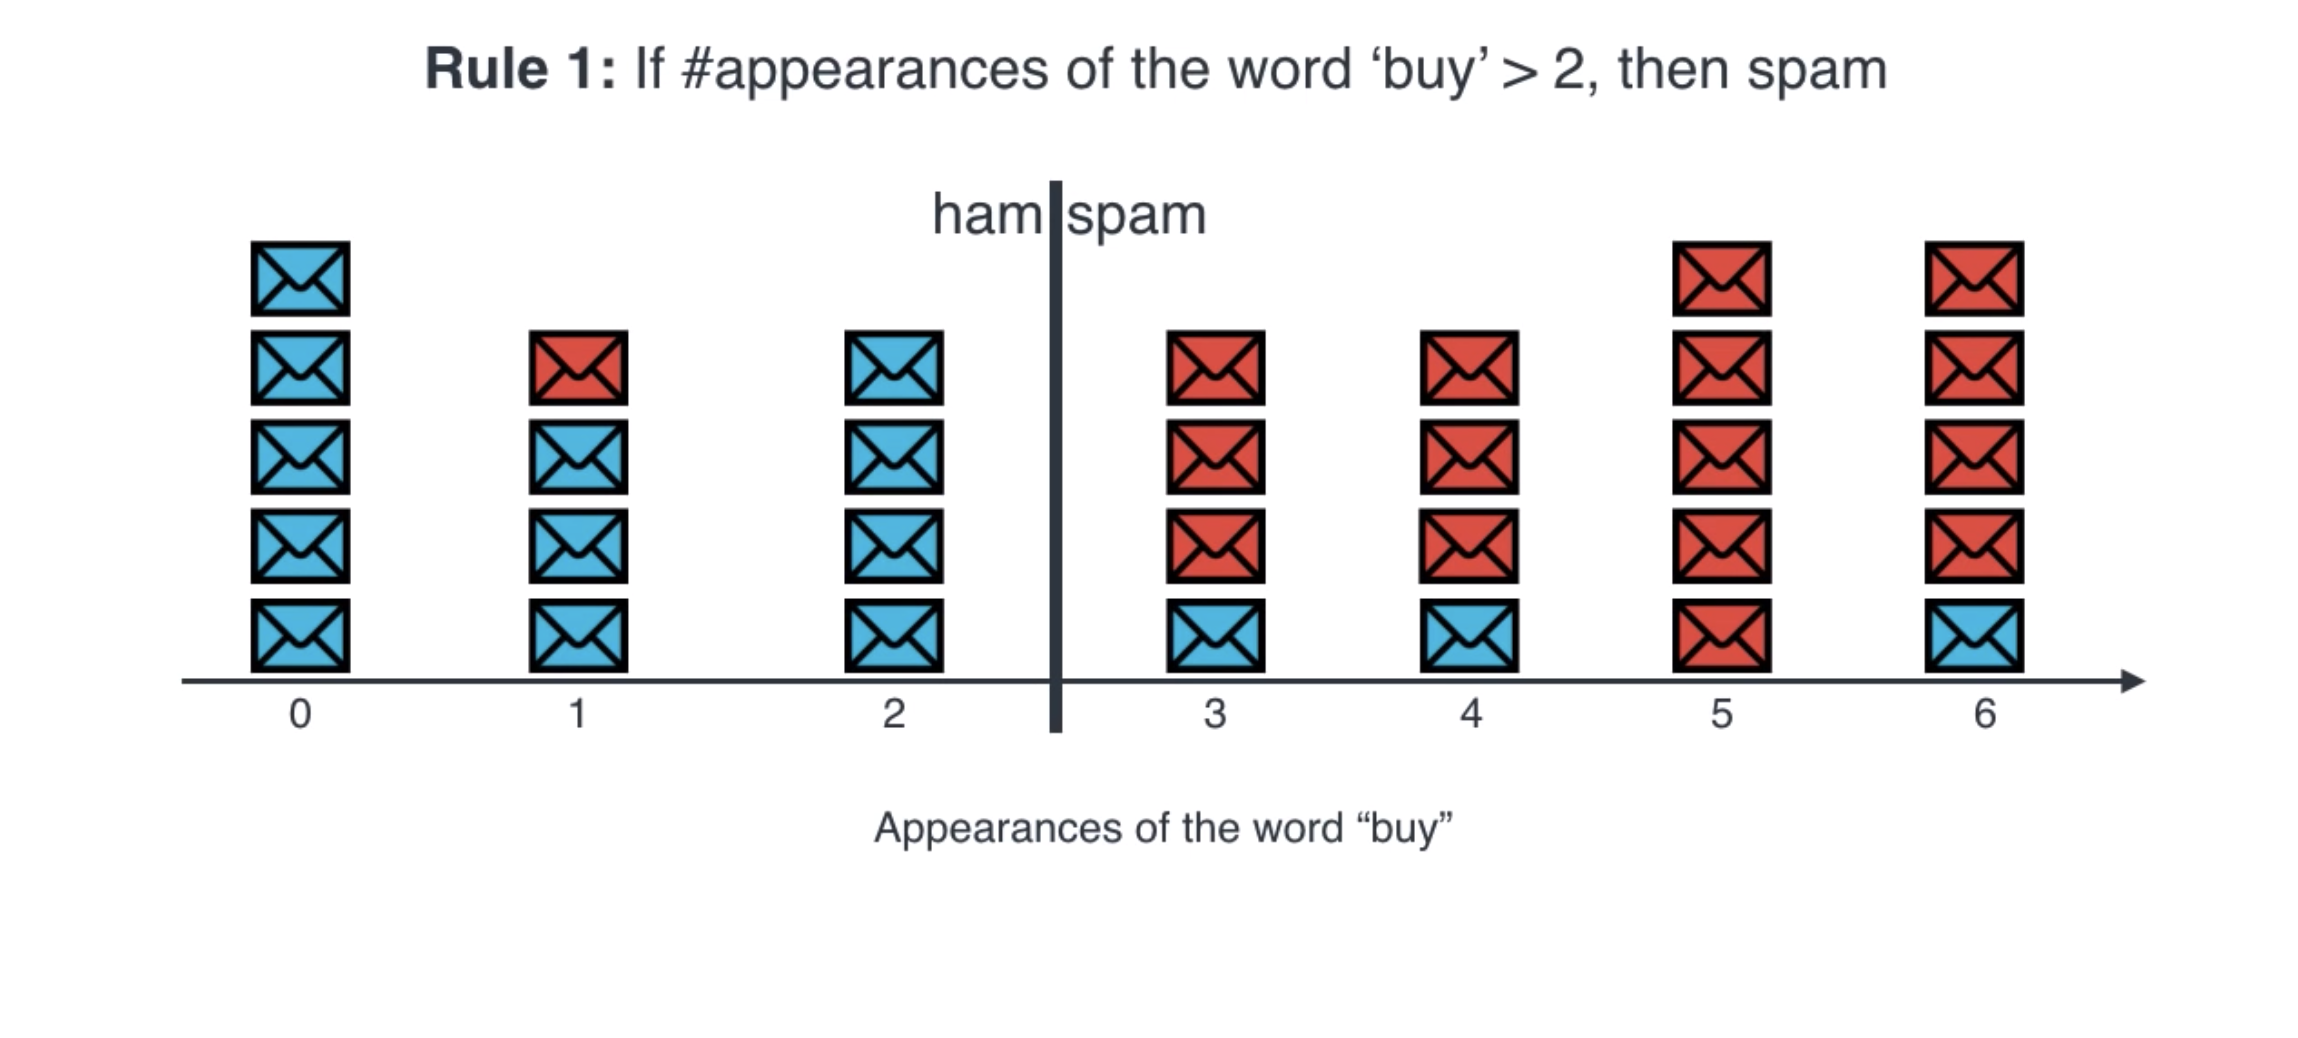 Rule 1: If #appearances of the word ‘buy’ > 2, then spam
ham spam
0 1 2 3 4 5 6
Appearances of the word “buy”